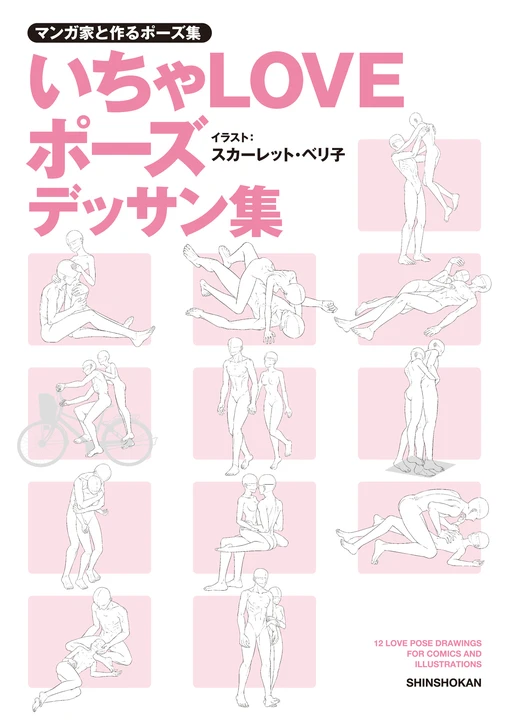 マンガ家と作るポーズ集
いちゃLOVE
ポーズ
イラスト:
スカーレット・ベリ子
デッサン集
12 LOVE POSE DRAWINGS
FOR COMICS AND
ILLUSTRATIONS
SHINSHOKAN